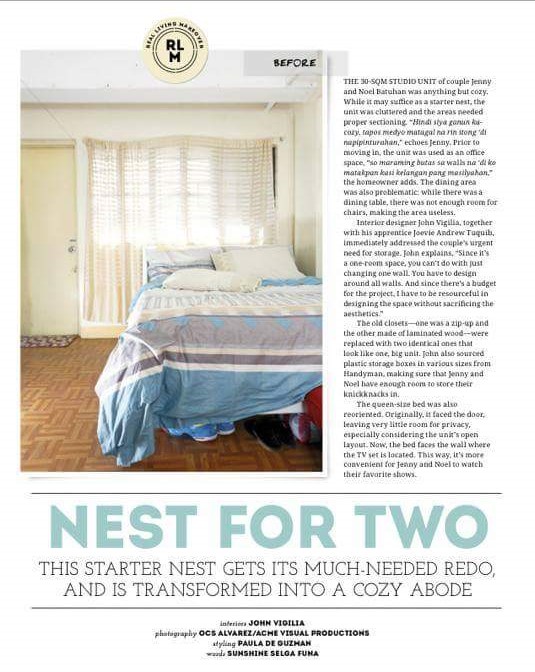 REAL LIVING MAKEOVER
RL
M
BEFORE
THE 30-SQM STUDIO UNIT of couple Jenny
and Noel Batuhan was anything but cozy.
While it may suffice as a starter nest, the
unit was cluttered and the areas needed
proper sectioning. “Hindi siya ganun ka-
cozy, tapos medyo matagal na rin itong ‘di
napipinturahan,” echoes Jenny. Prior to
moving in, the unit was used as an office
space, “so maraming butas sa walls na ‘di ko
matakpan kasi kelangan pang masilyahan,”
the homeowner adds. The dining area
was also problematic: while there was a
dining table, there was not enough room for
chairs, making the area useless.
Interior designer John Vigilia, together
with his apprentice Joevie Andrew Tuquib,
immediately addressed the couple’s urgent
need for storage. John explains, “Since it’s
a one-room space, you can’t do with just
changing one wall. You have to design
around all walls. And since there’s a budget
for the project, I have to be resourceful in
designing the space without sacrificing the
aesthetics.”
The old closets—one was a zip-up and
the other made of laminated wood—were
replaced with two identical ones that
look like one, big unit. John also sourced
plastic storage boxes in various sizes from
Handyman, making sure that Jenny and
Noel have enough room to store their
knickknacks in.
The queen-size bed was also
reoriented. Originally, it faced the door,
leaving very little room for privacy,
especially considering the unit’s open
layout. Now, the bed faces the wall where
the TV set is located. This way, it’s more
convenient for Jenny and Noel to watch
their favorite shows.
NEST FOR TWO
THIS STARTER NEST GETS ITS MUCH-NEEDED REDO,
AND IS TRANSFORMED INTO A COZY ABODE
interiors JOHN VIGILIA
photography OCS ALVAREZ/ACME VISUAL PRODUCTIONS
styling PAULA DE GUZMAN
words SUNSHINE SELGA FUNA